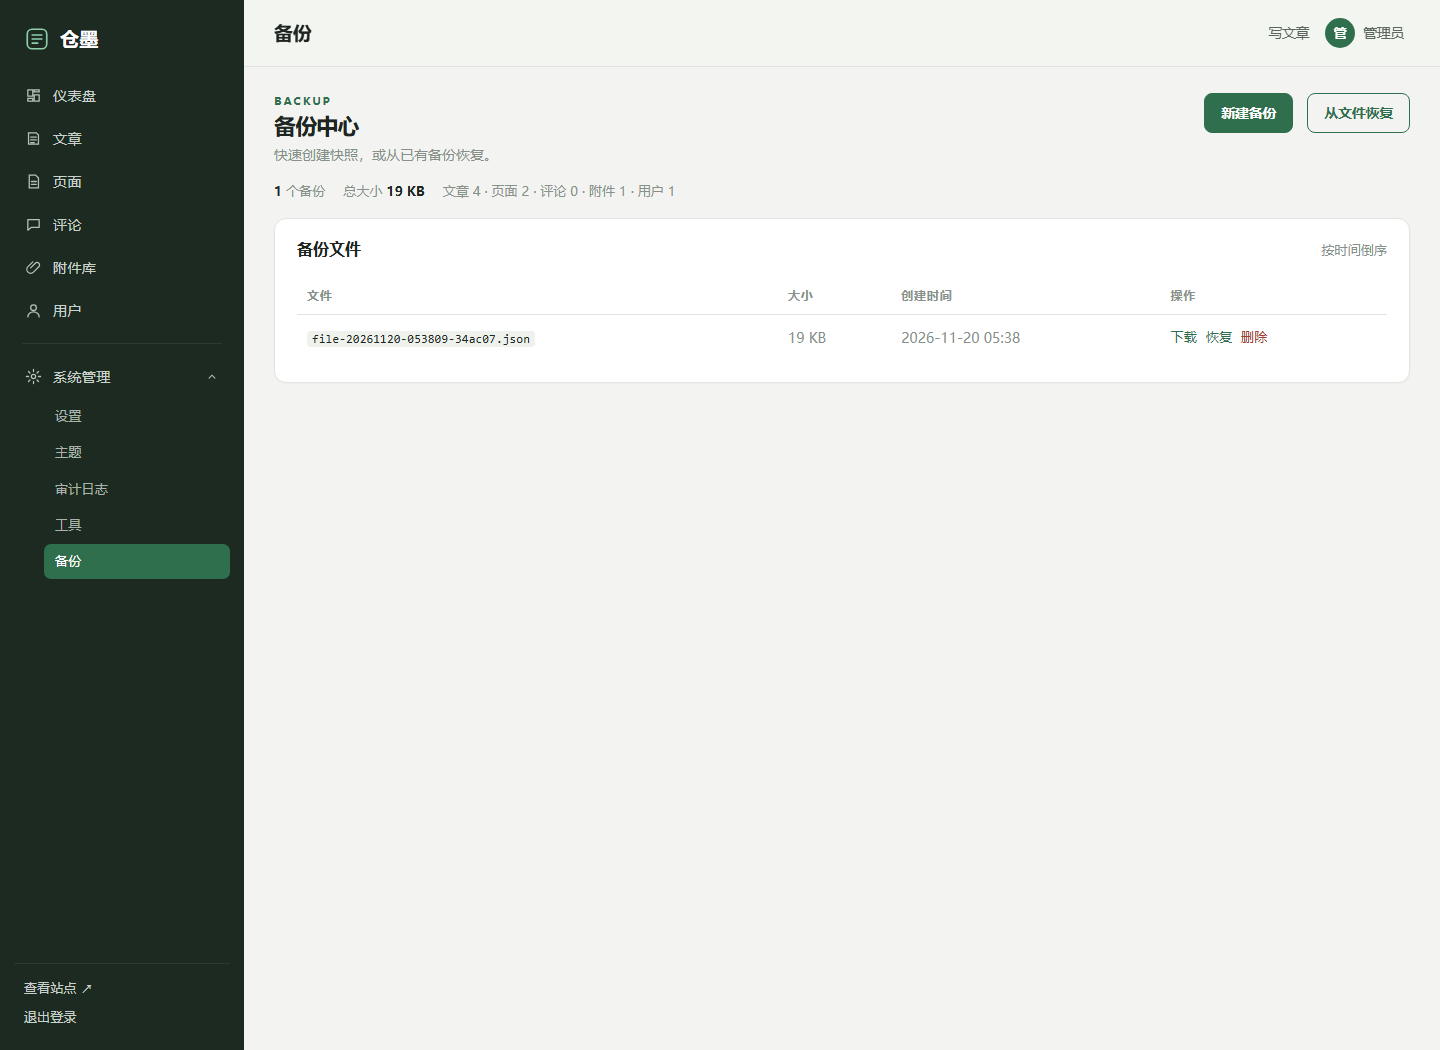 仓墨
仪表盘
文章
页面
评论
附件库
用户
系统管理
设置
主题
审计日志
工具
备份
查看站点 ↗
退出登录
备份
写文章
管
管理员
BACKUP
备份中心
快速创建快照，或从已有备份恢复。
新建备份
从文件恢复
1 个备份 总大小 19 KB 文章 4 · 页面 2 · 评论 0 · 附件 1 · 用户 1
备份文件
按时间倒序
文件 大小 创建时间 操作
file-20261120-053809-34ac07.json 19 KB 2026-11-20 05:38 下载 恢复 删除